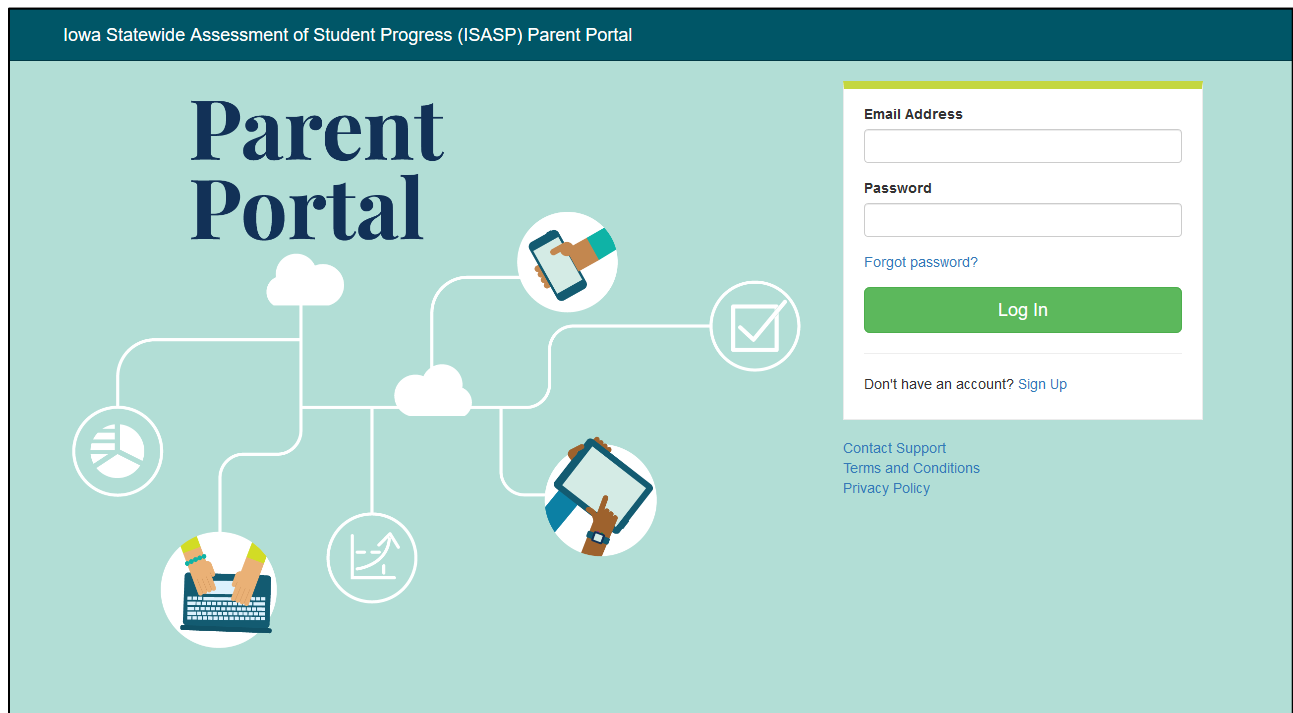 Iowa Statewide Assessment of Student Progress (ISASP) Parent Portal
Parent
Portal
Email Address
Password
Forgot password?
Log In
Don't have an account? Sign Up
Contact Support
Terms and Conditions
Privacy Policy